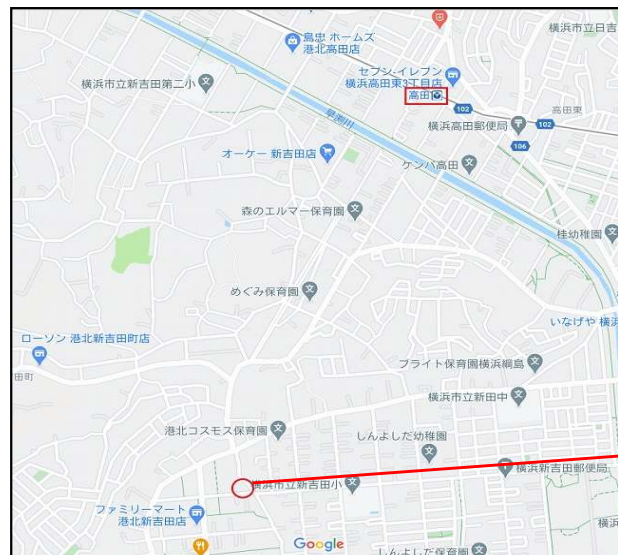 島忠 ホームズ
港北高田店
横浜市立日吉
セブン-イレブン
横浜高田東3丁目店
横浜市立新吉田第二小
高田
102
高田東
早渕川
横浜高田郵便局
102
106
オーケー 新吉田店
ケンパ高田
森のエルマー保育園
桂幼稚園
めぐみ保育園
いなげや 横浜
ローソン 港北新吉田町店
田町
ブライト保育園横浜綱島
横浜市立新田中
港北コスモス保育園
しんよしだ幼稚園
横浜新吉田郵便局
横浜市立新吉田小
ファミリーマート
港北新吉田店
Google
しんよしだ保育園